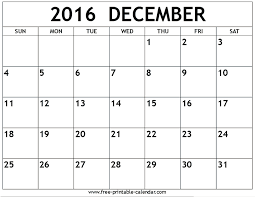 2016 DECEMBER
SUN MON TUE WED THU FRI SAT
1 2 3
4 5 6 7 8 9 10
11 12 13 14 15 16 17
18 19 20 21 22 23 24
25 26 27 28 29 30 31
www.free-printable-calendar.com